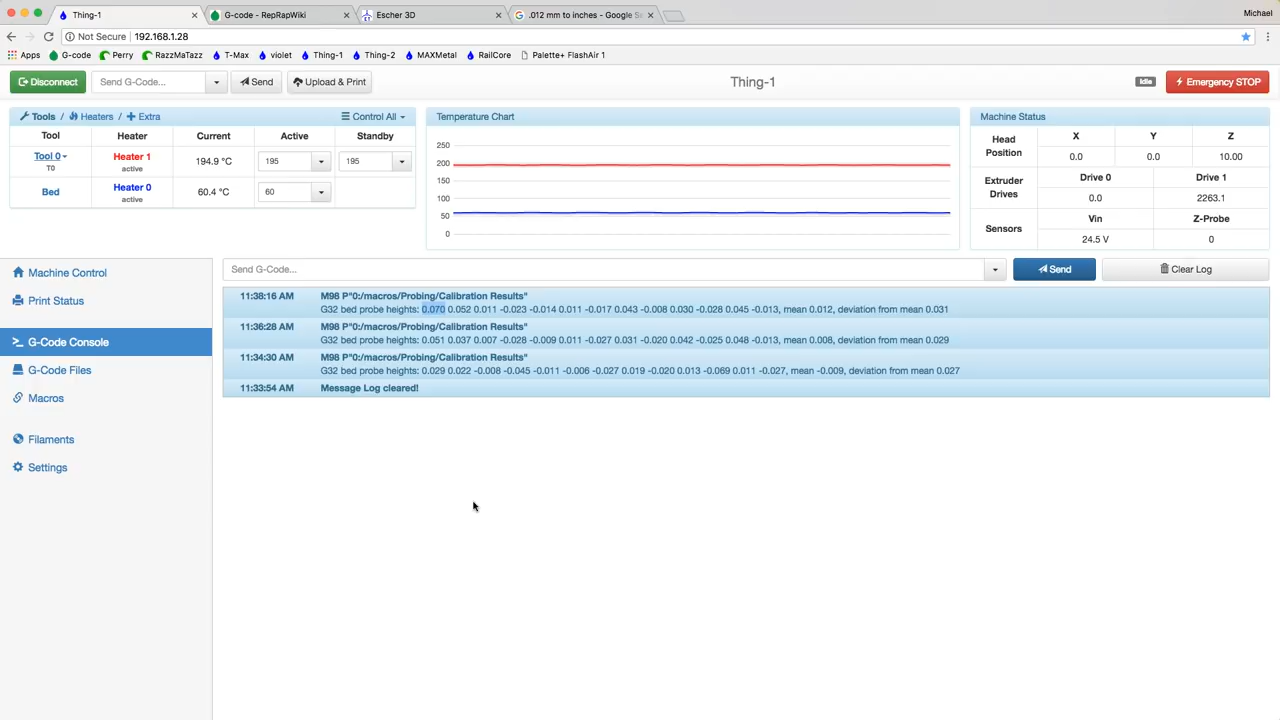 Thing-1
G-code - RepRapWiki
Escher 3D
.012 mm to inches - Google Se
Michael
Not Secure | 192.168.1.28
Apps G-code Perry RazzMaTazz T-Max violet Thing-1 Thing-2 MAXMetal RailCore Palette+ FlashAir 1
Disconnect Send G-Code... Send Upload & Print Thing-1 Idle Emergency STOP
Tools / Heaters / Extra Control All
Tool Heater Current Active Standby
Tool 0 Heater 1 194.9 °C 195 195
T0 active
Bed Heater 0 60.4 °C 60
active
Temperature Chart
250
200
150
100
50
0
Machine Status
Head Position X Y Z
0.0 0.0 10.00
Extruder Drives Drive 0 Drive 1
0.0 2263.1
Sensors Vin Z-Probe
24.5 V 0
Machine Control
Print Status
G-Code Console
G-Code Files
Macros
Filaments
Settings
Send G-Code... Send Clear Log
11:38:16 AM M98 P"0:/macros/Probing/Calibration Results"
G32 bed probe heights: 0.070 0.052 0.011 -0.023 -0.014 0.011 -0.017 0.043 -0.008 0.030 -0.028 0.045 -0.013, mean 0.012, deviation from mean 0.031
11:36:28 AM M98 P"0:/macros/Probing/Calibration Results"
G32 bed probe heights: 0.051 0.037 0.007 -0.028 -0.009 0.011 -0.027 0.031 -0.020 0.042 -0.025 0.048 -0.013, mean 0.008, deviation from mean 0.029
11:34:30 AM M98 P"0:/macros/Probing/Calibration Results"
G32 bed probe heights: 0.029 0.022 -0.008 -0.045 -0.011 -0.006 -0.027 0.019 -0.020 0.013 -0.069 0.011 -0.027, mean -0.009, deviation from mean 0.027
11:33:54 AM Message Log cleared!